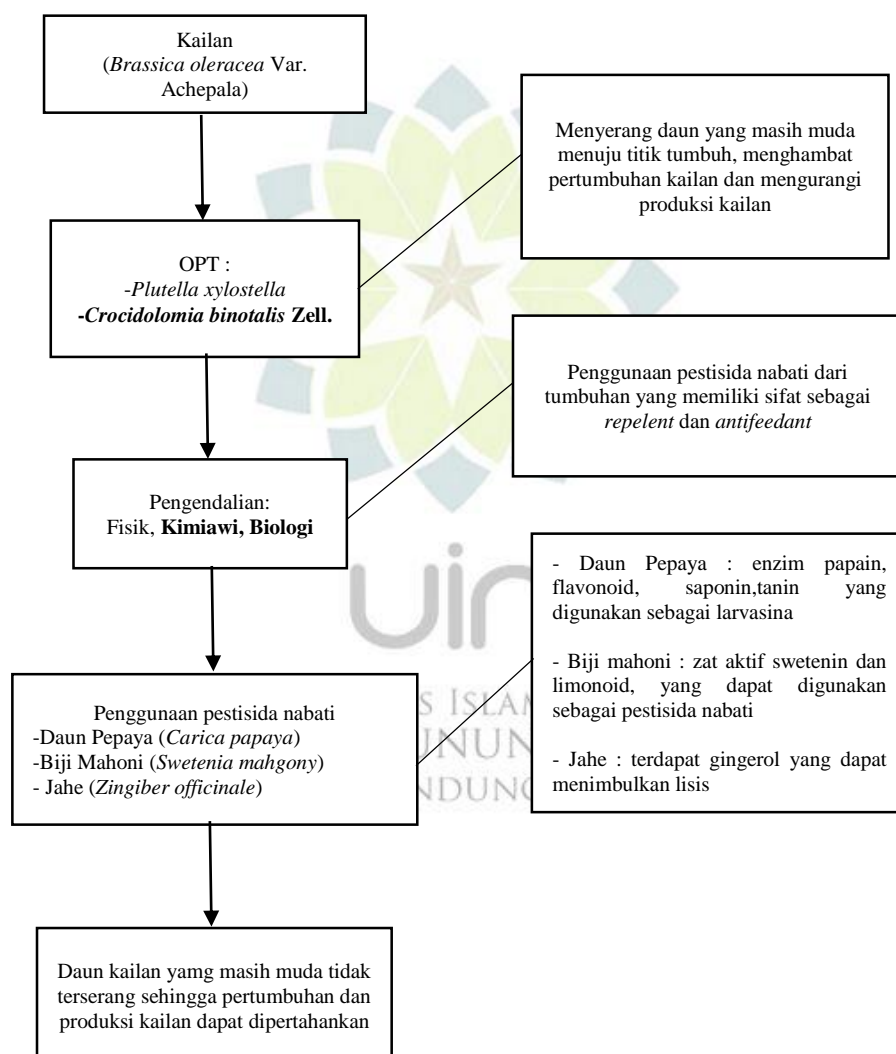 Kailan
(Brassica oleracea Var.
Achepala)
Menyerang daun yang masih muda
menuju titik tumbuh, menghambat
pertumbuhan kailan dan mengurangi
produksi kailan
OPT :
-Plutella xylostella
-Crocidolomia binotalis Zell.
Penggunaan pestisida nabati dari
tumbuhan yang memiliki sifat sebagai
repelent dan antifeedant
Pengendalian:
Fisik, Kimiawi, Biologi
- Daun Pepaya : enzim papain,
flavonoid, saponin,tanin yang
digunakan sebagai larvasina
- Biji mahoni : zat aktif swetenin dan
limonoid, yang dapat digunakan
sebagai pestisida nabati
- Jahe : terdapat gingerol yang dapat
menimbulkan lisis
Penggunaan pestisida nabati
-Daun Pepaya (Carica papaya)
-Biji Mahoni (Swetenia mahgony)
- Jahe (Zingiber officinale)
Daun kailan yamg masih muda tidak
terserang sehingga pertumbuhan dan
produksi kailan dapat dipertahankan